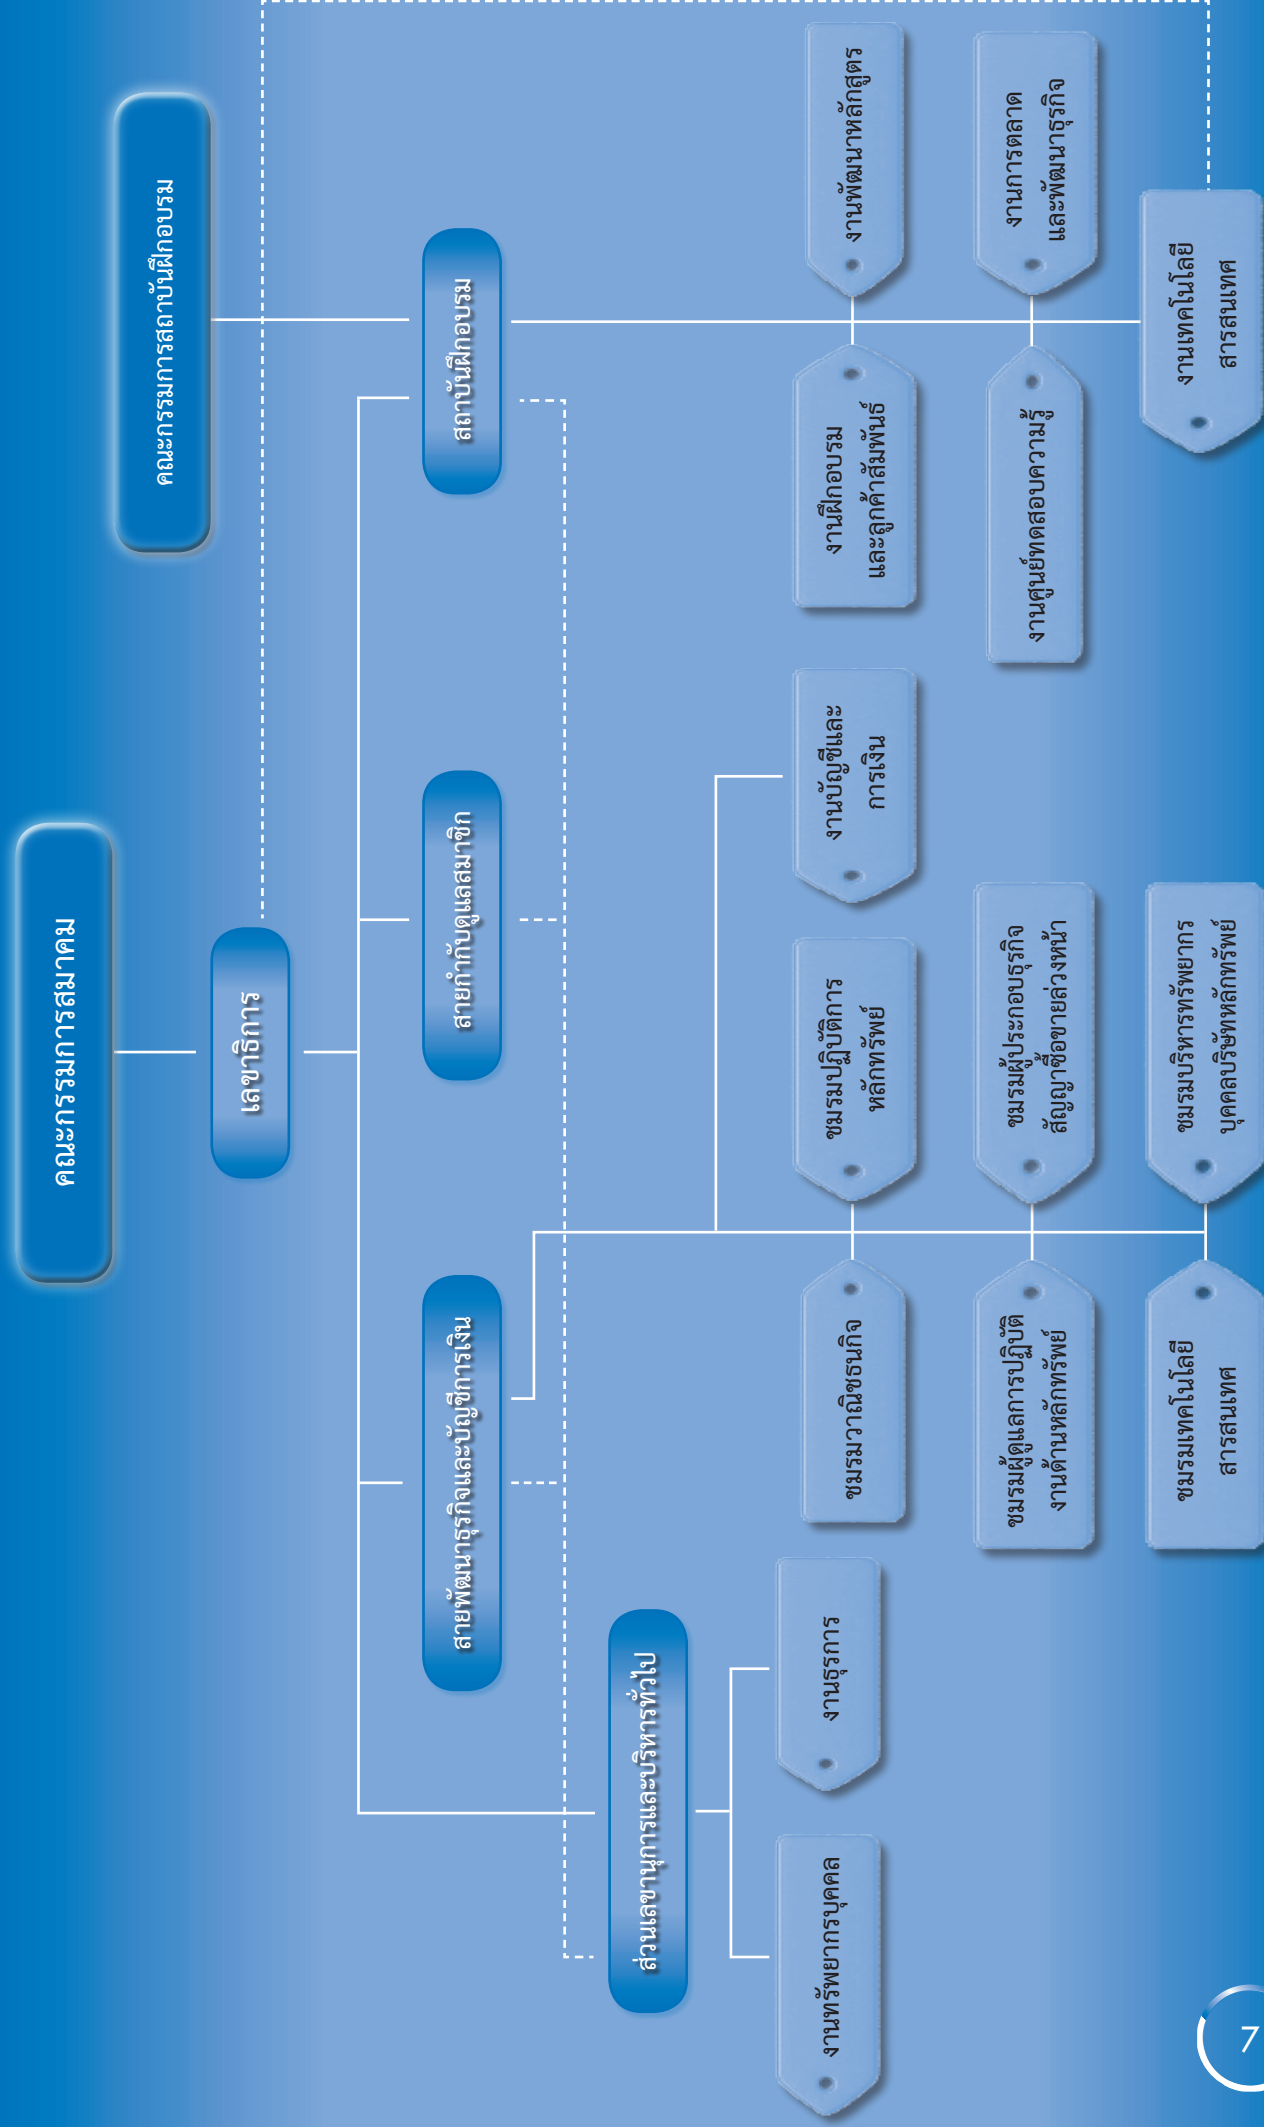 คณะกรรมการสมาคม
คณะกรรมการสถาบันฝึกอบรม
เลขาธิการ
สายพัฒนาธุรกิจและบัญชีการเงิน
สายกำกับดูแลสมาชิก
สถาบันฝึกอบรม
ส่วนเลขานุการและบริหารทั่วไป
งานทรัพยากรบุคคล
งานธุรการ
ชมรมวาณิชธนกิจ
ชมรมปฏิบัติการ
หลักทรัพย์
งานบัญชีและ
การเงิน
งานฝึกอบรม
และลูกค้าสัมพันธ์
งานพัฒนาหลักสูตร
ชมรมผู้ดูแลการปฏิบัติ
งานด้านหลักทรัพย์
ชมรมผู้ประกอบธุรกิจ
สัญญาซื้อขายล่วงหน้า
งานศูนย์ทดสอบความรู้
งานการตลาด
และพัฒนาธุรกิจ
ชมรมเทคโนโลยี
สารสนเทศ
ชมรมบริหารทรัพยากร
บุคคลบริษัทหลักทรัพย์
งานเทคโนโลยี
สารสนเทศ
7